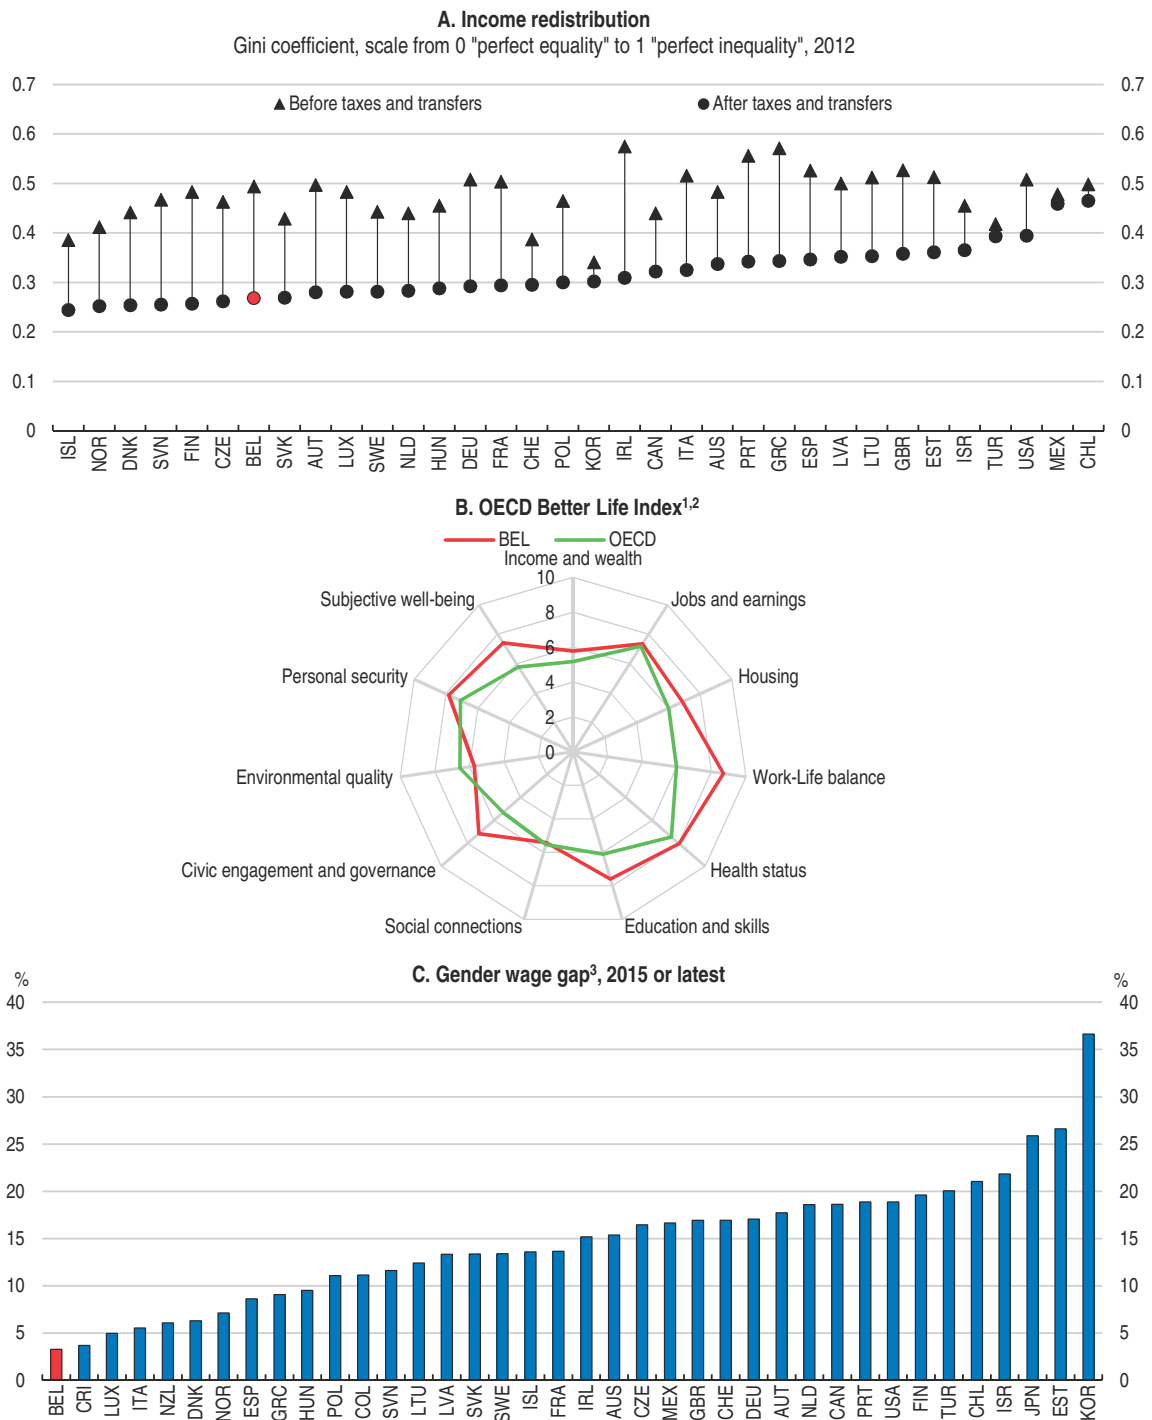 A. Income redistribution
Gini coefficient, scale from 0 "perfect equality" to 1 "perfect inequality", 2012
0.7 0.7
Before taxes and transfers After taxes and transfers
0.6 0.6
0.5 0.5
0.4 0.4
0.3 0.3
0.2 0.2
0.1 0.1
0 0
ISL NOR DNK SVN FIN CZE BEL SVK AUT LUX SWE NLD HUN DEU FRA CHE POL KOR IRL CAN ITA AUS PRT GRC ESP LVA LTU GBR EST ISR TUR USA MEX CHL
B. OECD Better Life Index1,2
BEL OECD
Income and wealth
10
Subjective well-being 8 Jobs and earnings
6
Personal security Housing
4
2
0
Environmental quality Work-Life balance
Civic engagement and governance Health status
Social connections Education and skills
C. Gender wage gap3, 2015 or latest
% %
40 40
35 35
30 30
25 25
20 20
15 15
10 10
5 5
0 0
BEL CRI LUX ITA NZL DNK NOR ESP GRC HUN POL COL SVN LTU LVA SVK SWE ISL FRA IRL AUS CZE MEX GBR CHE DEU AUT NLD CAN PRT USA FIN TUR CHL ISR JPN EST KOR